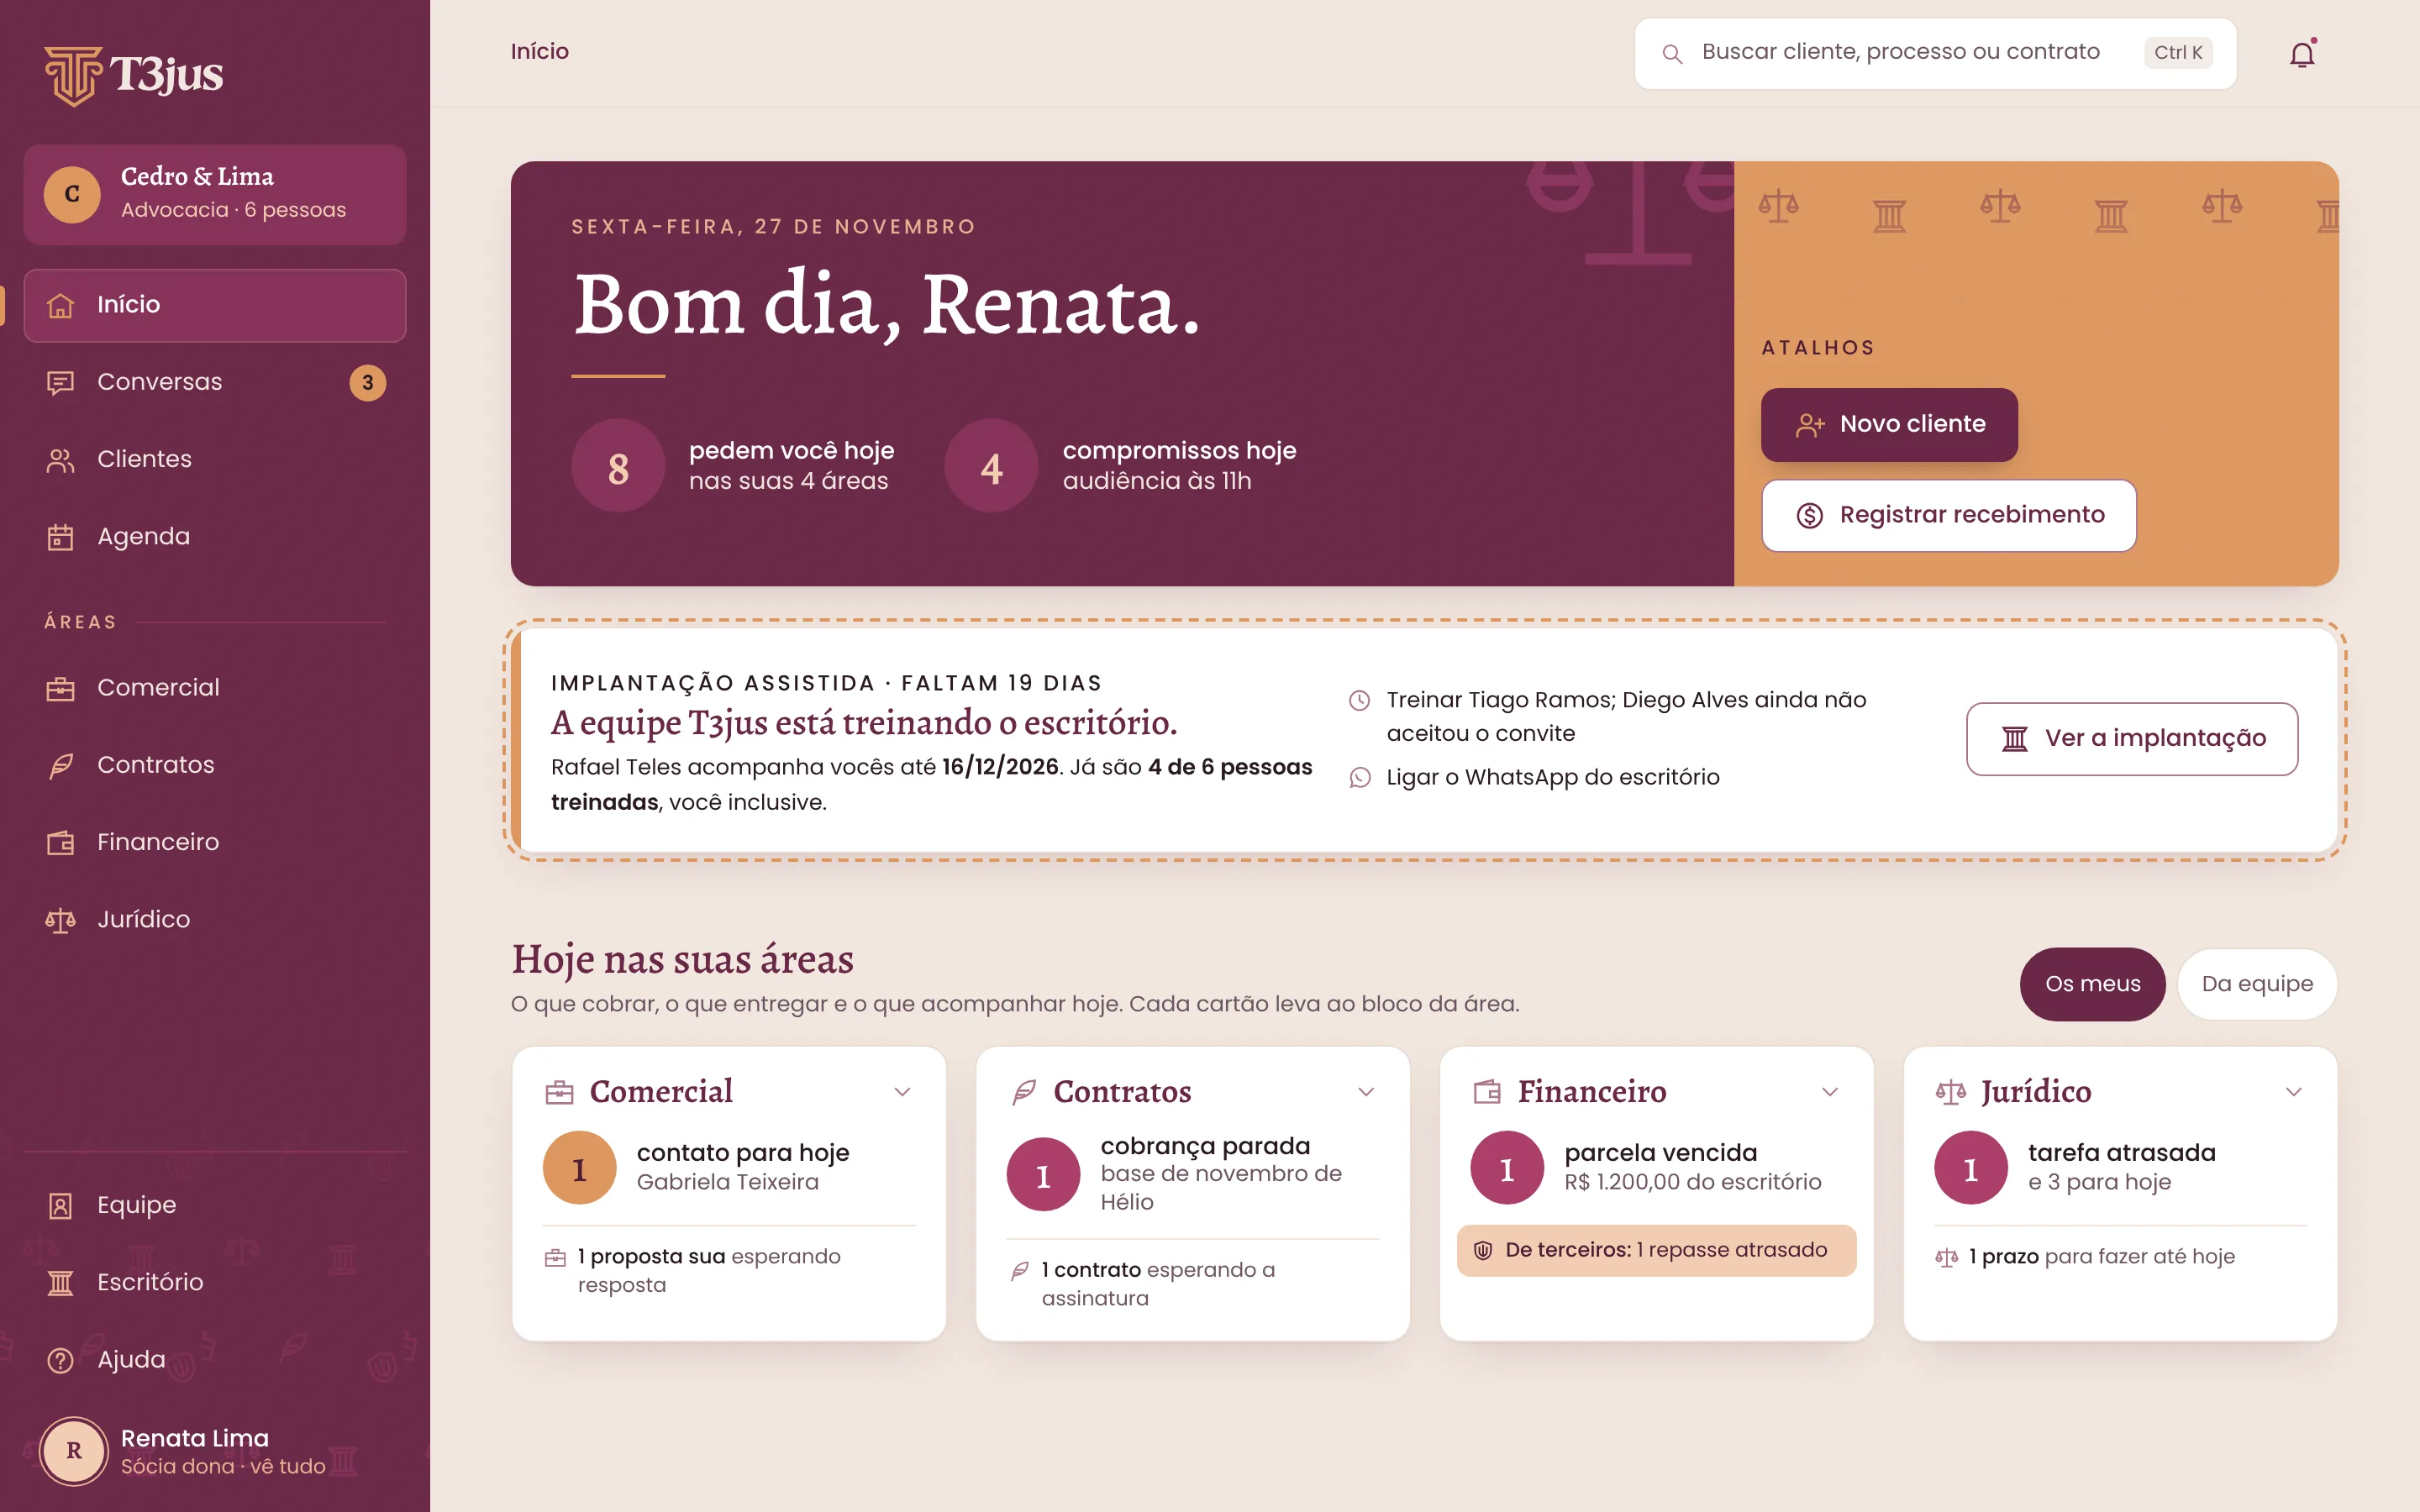 T3jus
C
Cedro & Lima
Advocacia · 6 pessoas
Início
Conversas
3
Clientes
Agenda
ÁREAS
Comercial
Contratos
Financeiro
Jurídico
Equipe
Escritório
Ajuda
R
Renata Lima
Sócia dona · vê tudo
Início
Buscar cliente, processo ou contrato
Ctrl K
SEXTA-FEIRA, 27 DE NOVEMBRO
Bom dia, Renata.
8
pedem você hoje
nas suas 4 áreas
4
compromissos hoje
audiência às 11h
ATALHOS
Novo cliente
Registrar recebimento
IMPLANTAÇÃO ASSISTIDA · FALTAM 19 DIAS
A equipe T3jus está treinando o escritório.
Rafael Teles acompanha vocês até 16/12/2026. Já são 4 de 6 pessoas
treinadas, você inclusive.
Treinar Tiago Ramos; Diego Alves ainda não
aceitou o convite
Ligar o WhatsApp do escritório
Ver a implantação
Hoje nas suas áreas
O que cobrar, o que entregar e o que acompanhar hoje. Cada cartão leva ao bloco da área.
Os meus
Da equipe
Comercial
1
contato para hoje
Gabriela Teixeira
1 proposta sua esperando
resposta
Contratos
1
cobrança parada
base de novembro de
Hélio
1 contrato esperando a
assinatura
Financeiro
1
parcela vencida
R$ 1.200,00 do escritório
De terceiros: 1 repasse atrasado
Jurídico
1
tarefa atrasada
e 3 para hoje
1 prazo para fazer até hoje